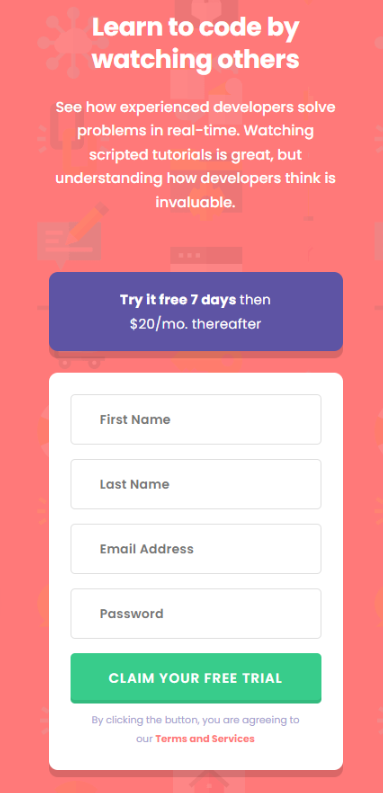 Learn to code by
watching others
See how experienced developers solve
problems in real-time. Watching
scripted tutorials is great, but
understanding how developers think is
invaluable.
Try it free 7 days then
$20/mo. thereafter
First Name
Last Name
Email Address
Password
CLAIM YOUR FREE TRIAL
By clicking the button, you are agreeing to
our Terms and Services